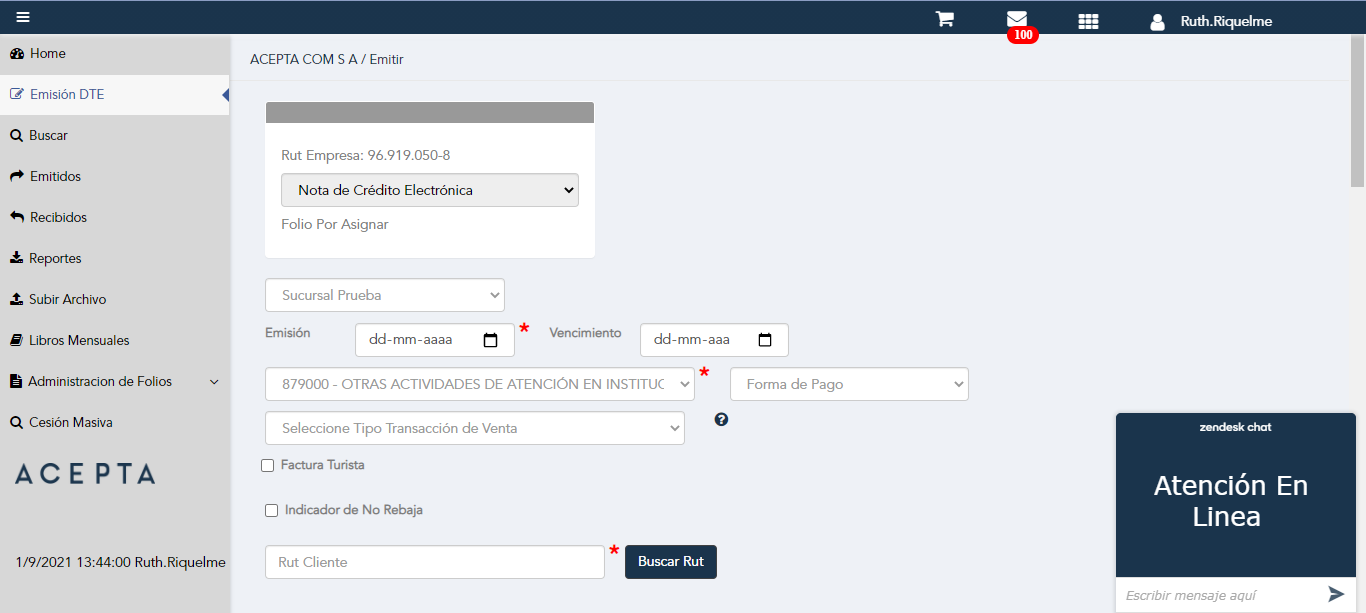 100
Ruth.Riquelme
Home
Emisión DTE
Buscar
Emitidos
Recibidos
Reportes
Subir Archivo
Libros Mensuales
Administracion de Folios
Cesión Masiva
ACEPTA
1/9/2021 13:44:00 Ruth.Riquelme
ACEPTA COM S A / Emitir
Rut Empresa: 96.919.050-8
Nota de Crédito Electrónica
Folio Por Asignar
Sucursal Prueba
Emisión dd-mm-aaaa * Vencimiento dd-mm-aaa
879000 - OTRAS ACTIVIDADES DE ATENCIÓN EN INSTITUC * Forma de Pago
Seleccione Tipo Transacción de Venta
Factura Turista
Indicador de No Rebaja
Rut Cliente * Buscar Rut
zendesk chat
Atención En
Linea
Escribir mensaje aquí